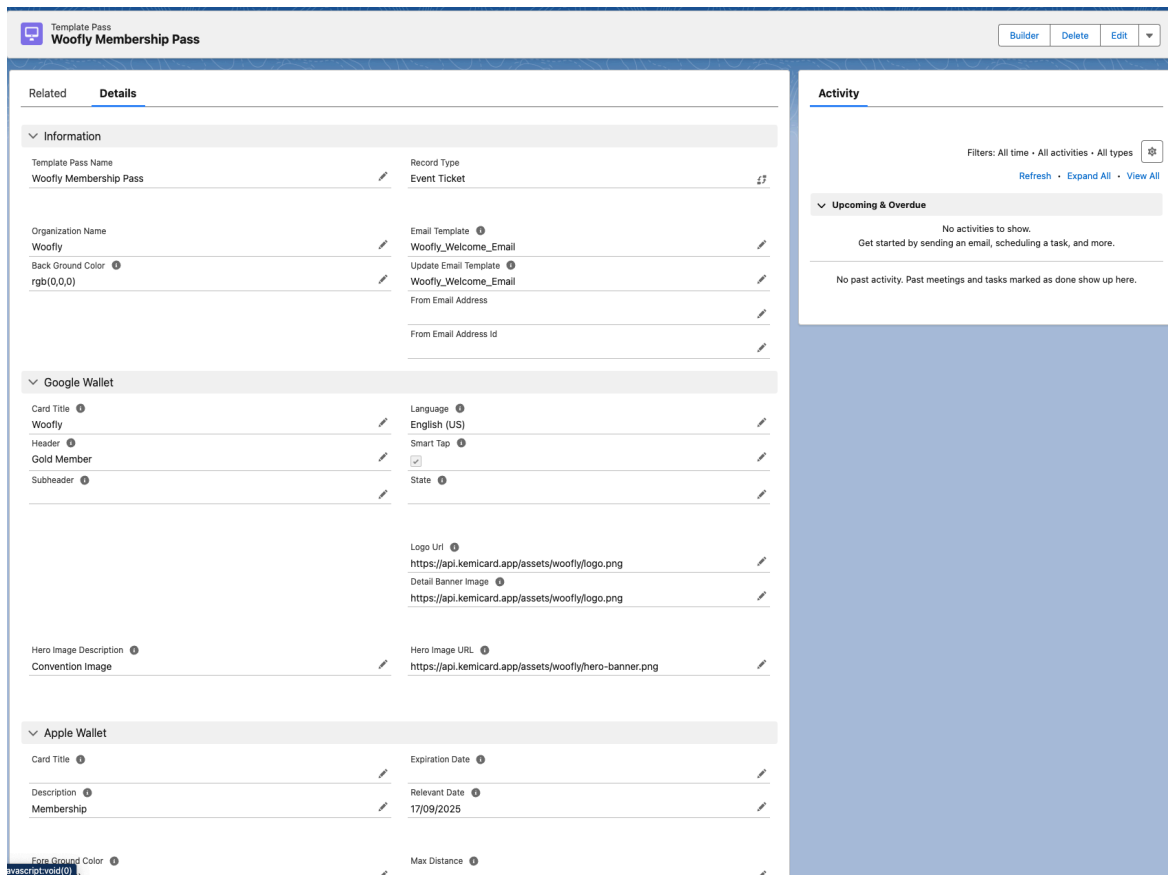 Template Pass
Woofly Membership Pass
Builder
Delete
Edit
Related
Details
Information
Template Pass Name
Woofly Membership Pass
Record Type
Event Ticket
Organization Name
Woofly
Email Template
Woofly_Welcome_Email
Back Ground Color
rgb(0,0,0)
Update Email Template
Woofly_Welcome_Email
From Email Address
From Email Address Id
Google Wallet
Card Title
Woofly
Language
English (US)
Header
Gold Member
Smart Tap
Subheader
State
Logo Url
https://api.kemicard.app/assets/woofly/logo.png
Detail Banner Image
https://api.kemicard.app/assets/woofly/logo.png
Hero Image Description
Convention Image
Hero Image URL
https://api.kemicard.app/assets/woofly/hero-banner.png
Apple Wallet
Card Title
Expiration Date
Description
Membership
Relevant Date
17/09/2025
Fore Ground Color
Max Distance
avascript:void(0)
Activity
Filters: All time • All activities • All types
Refresh • Expand All • View All
Upcoming & Overdue
No activities to show.
Get started by sending an email, scheduling a task, and more.
No past activity. Past meetings and tasks marked as done show up here.